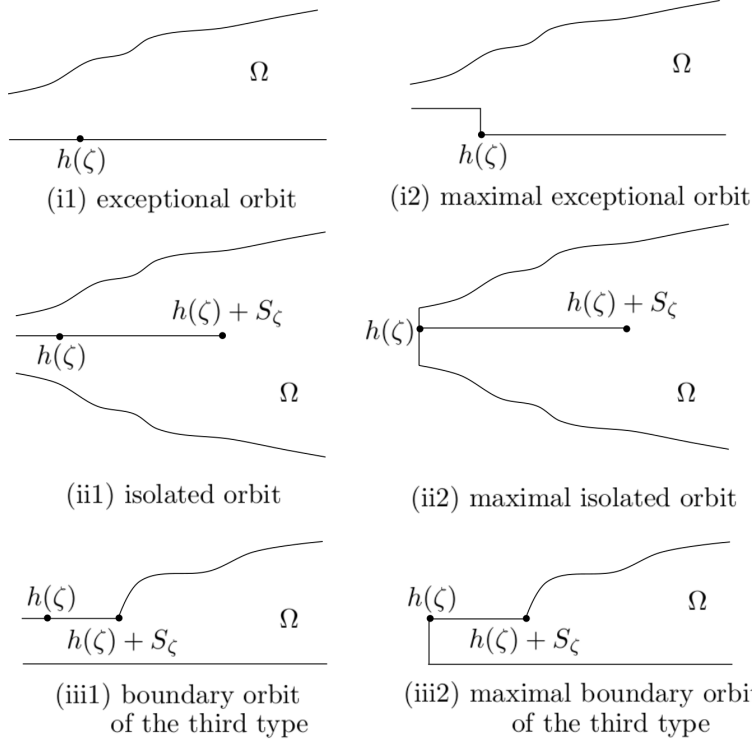 Ω
h(ζ)
(i1) exceptional orbit
Ω
h(ζ)
(i2) maximal exceptional orbit
h(ζ) + S_ζ
h(ζ)
Ω
(ii1) isolated orbit
h(ζ) + S_ζ
h(ζ)
Ω
(ii2) maximal isolated orbit
h(ζ)
h(ζ) + S_ζ
Ω
(iii1) boundary orbit
of the third type
h(ζ)
h(ζ) + S_ζ
Ω
(iii2) maximal boundary orbit
of the third type